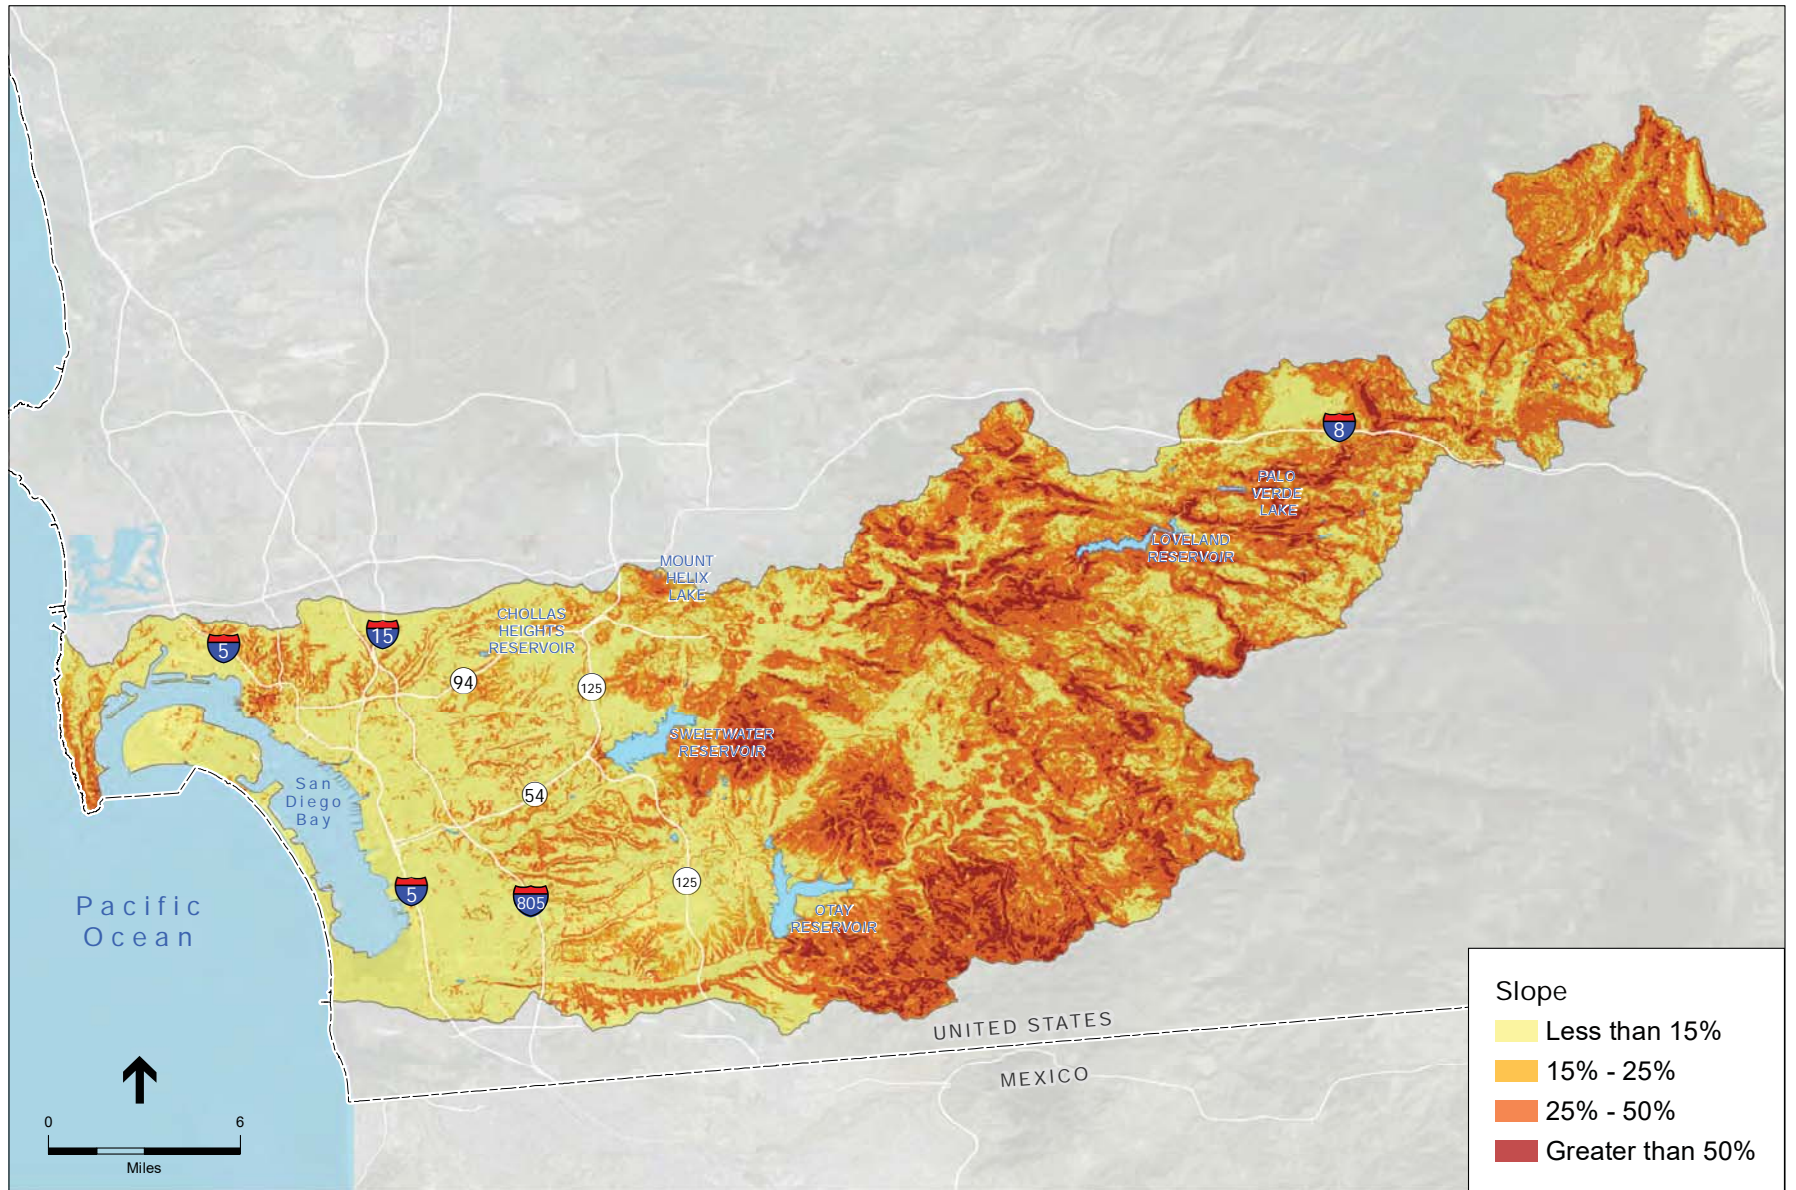 8
PALO
VERDE
LAKE
LOVELAND
RESERVOIR
MOUNT
HELIX
LAKE
CHOLLAS
HEIGHTS
RESERVOIR
5
15
94
125
SWEETWATER
RESERVOIR
San
Diego
Bay
54
5
805
125
OTAY
RESERVOIR
Pacific
Ocean
UNITED STATES
MEXICO
0 6
Miles
Slope
Less than 15%
15% - 25%
25% - 50%
Greater than 50%